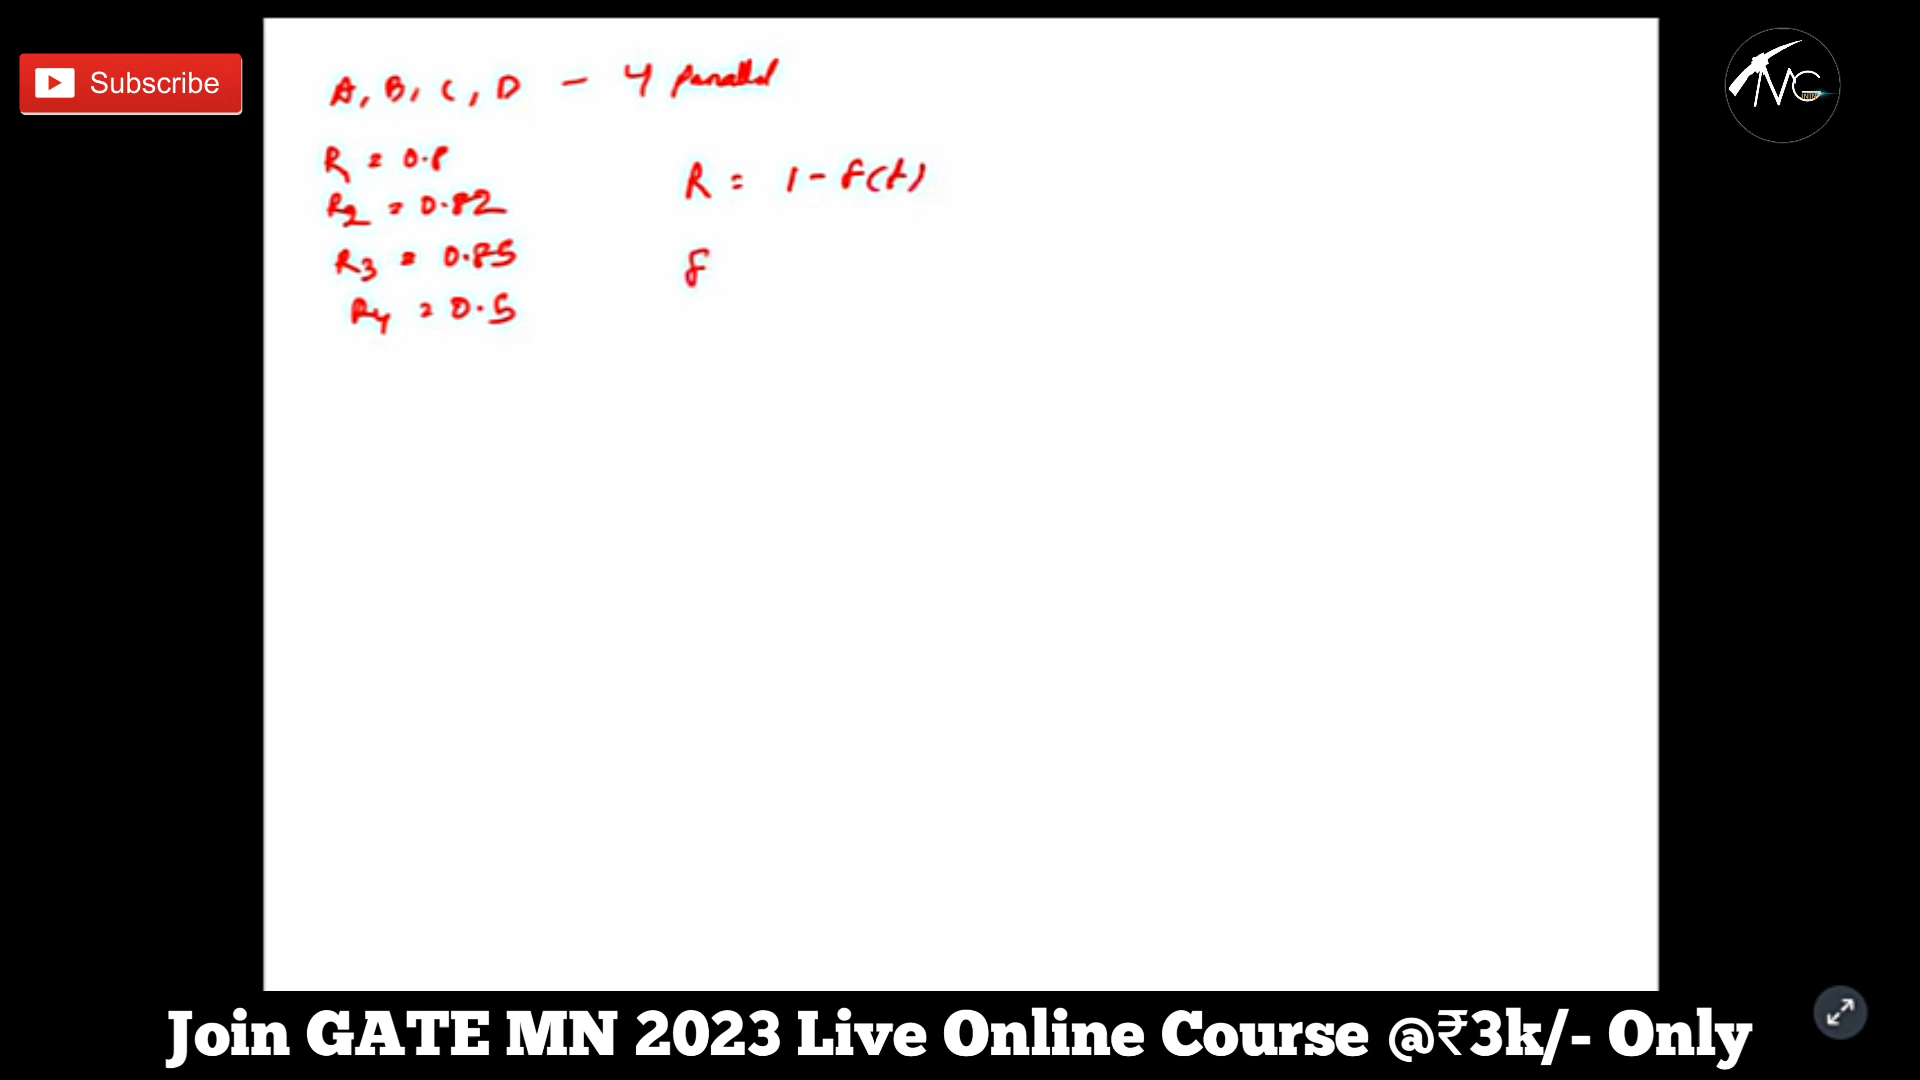 Subscribe
A, B, C, D - 4 parallel
R1 = 0.8
R2 = 0.82
R3 = 0.85
R4 = 0.5
R = 1 - f(t)
f
MG
Join GATE MN 2023 Live Online Course @₹3k/- Only